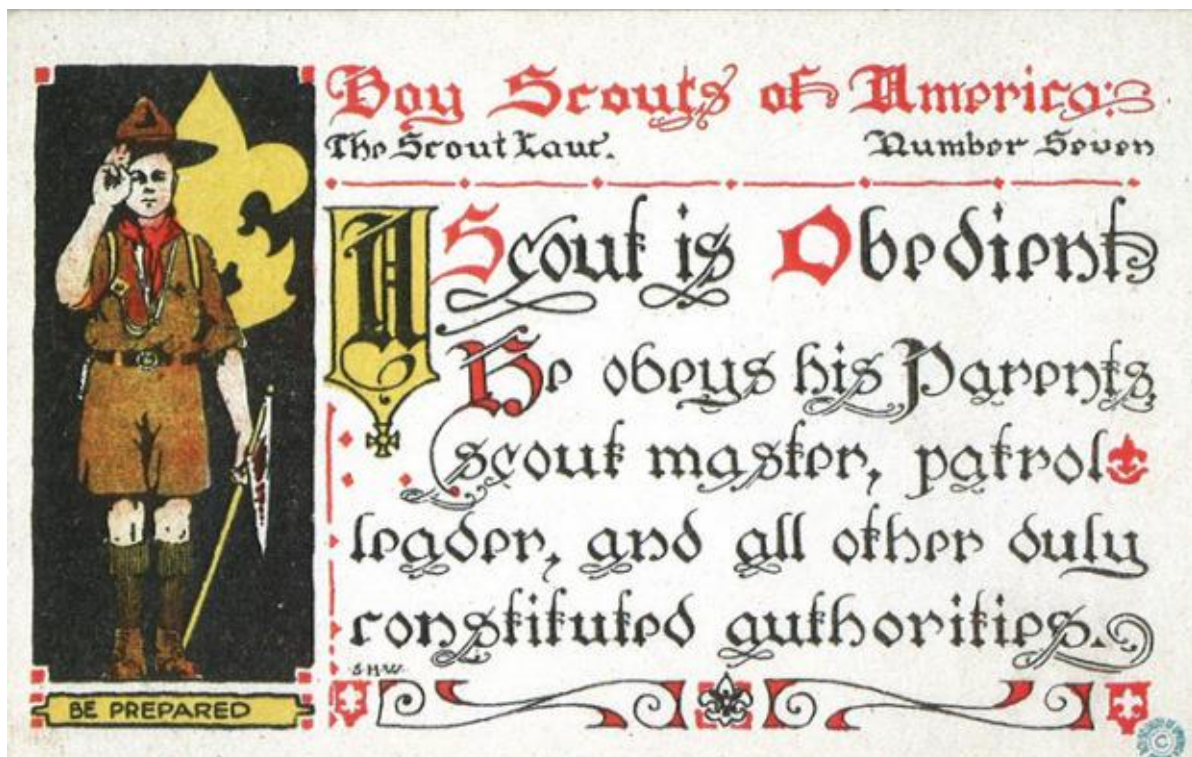 Boy Scouts of America:
The Scout Law. Number Seven
A Scout is Obedient
He obeys his Parents,
scout master, patrol
leader, and all other duly
constituted authorities.
S.H.W.
BE PREPARED